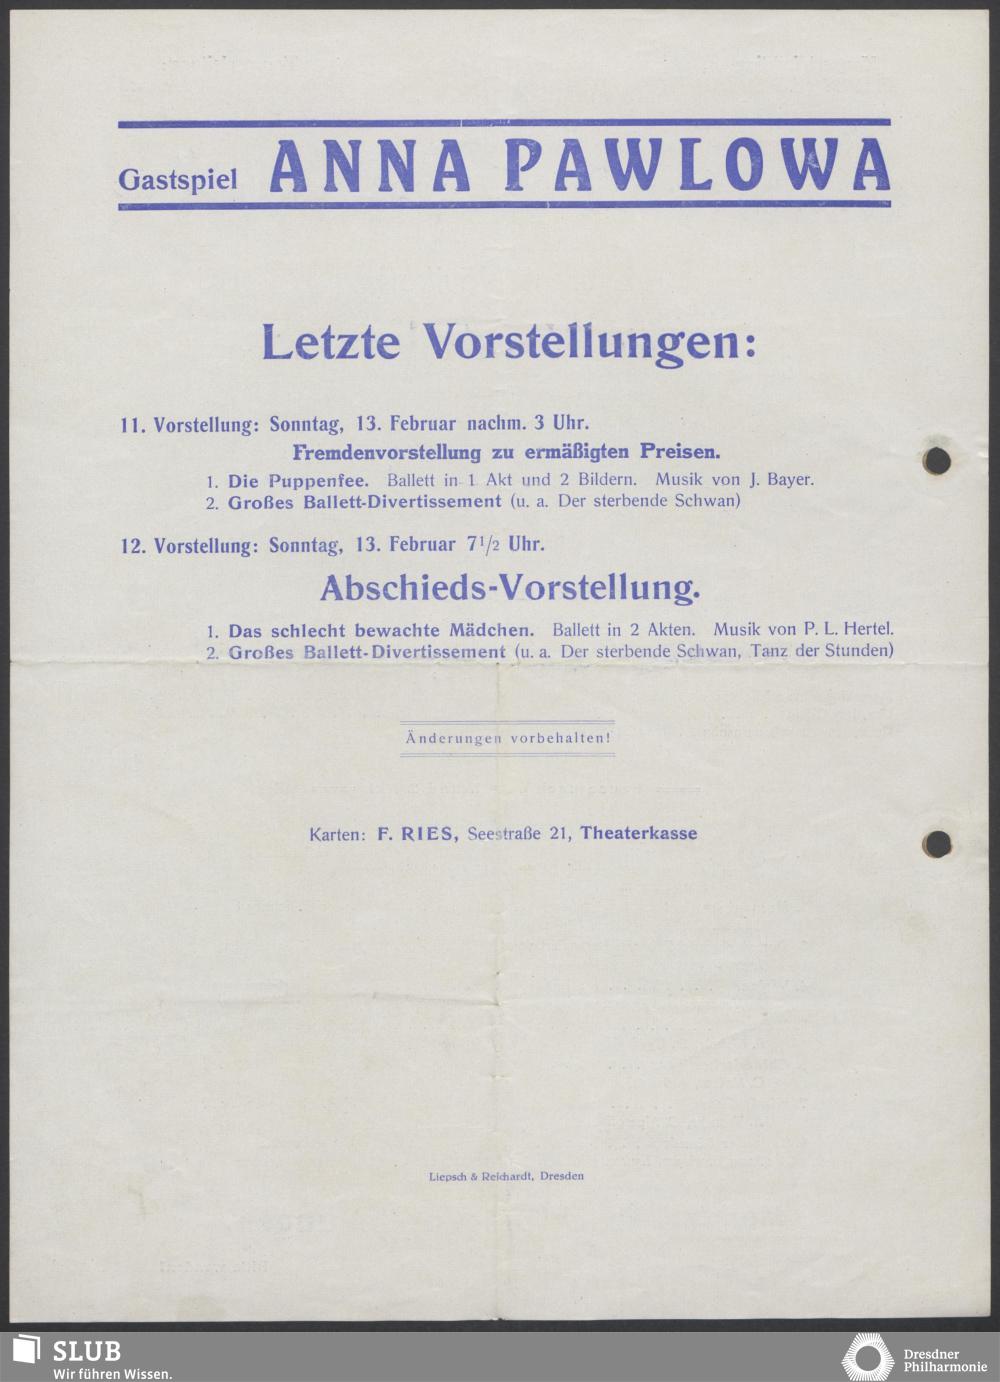 Gastspiel ANNA PAWLOWA
Letzte Vorstellungen:
11. Vorstellung: Sonntag, 13. Februar nachm. 3 Uhr.
Fremdenvorstellung zu ermäßigten Preisen.
1. Die Puppenfee. Ballett in 1 Akt und 2 Bildern. Musik von J. Bayer.
2. Großes Ballett-Divertissement (u. a. Der sterbende Schwan)
12. Vorstellung: Sonntag, 13. Februar 7 1/2 Uhr.
Abschieds-Vorstellung.
1. Das schlecht bewachte Mädchen. Ballett in 2 Akten. Musik von P. L. Hertel.
2. Großes Ballett-Divertissement (u. a. Der sterbende Schwan, Tanz der Stunden)
Änderungen vorbehalten!
Karten: F. RIES, Seestraße 21, Theaterkasse
Liepsch & Reichardt, Dresden
SLUB
Wir führen Wissen.
Dresdner
Philharmonie